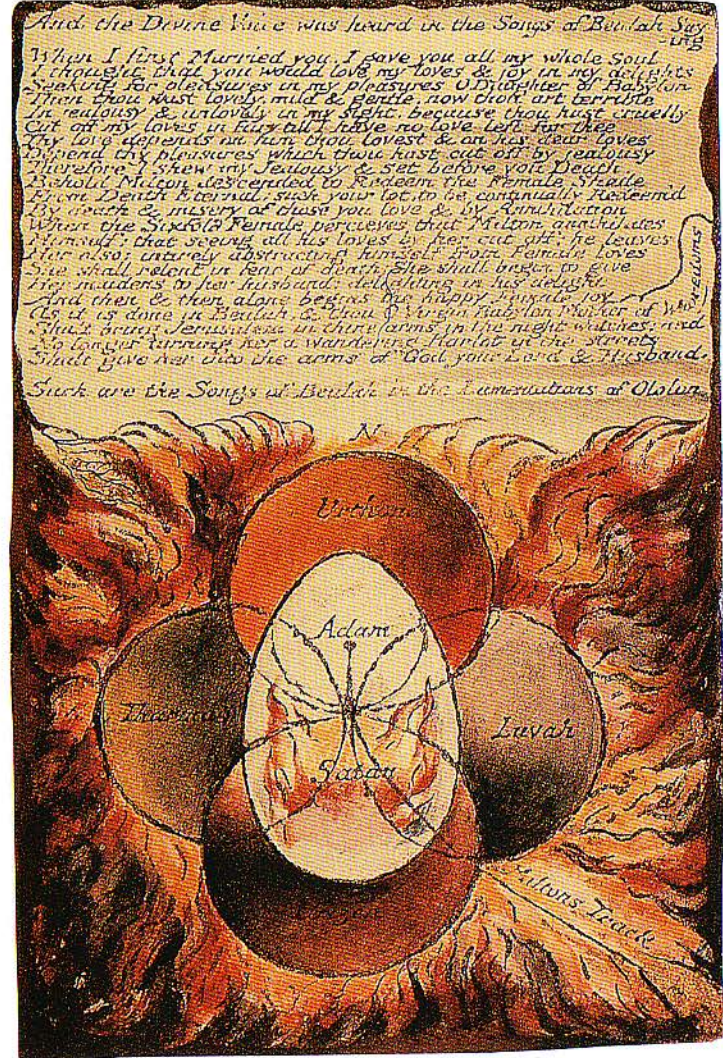 And the Divine Voice was heard in the Songs of Beulah Say
ing
When I first Married you, I gave you all my whole Soul
I thought that you would love my loves & joy in my delights
Seeking for pleasures in my pleasures O Daughter of Babylon
Then thou wast lovely, mild & gentle, now thou art terrible
In jealousy & unlovely in my sight, because thou hast cruelly
Cut off my loves in fury till I have no love left for thee
Thy love depends on him thou lovest & on his dear loves
Depend thy pleasures which thou hast cut off by jealousy
Therefore I shew my Jealousy & set before you Death
Behold Milton descended to Redeem the Female Shade
From Death Eternal; such your lot, to be continually Redeem'd
By death & misery of those you love & by Annihilation
When the Sixfold Female percieves that Milton annihilates
Himself: that seeing all his loves by her cut off: he leaves
Her also: intirely abstracting himself from Female loves
She shall relent in fear of death: She shall begin to give
Her maidens to her husband: delighting in his delight
And then & then alone begins the happy Female joy
As it is done in Beulah, & thou O Virgin Babylon Mother of Who
redoms
Shalt bring Jerusalem in thine arms in the night watches; and
No longer turning her a wandering Harlot in the streets
Shalt give her into the arms of God your Lord & Husband.
Such are the Songs of Beulah in the Lamentations of Ololon
N
Urthona
Adam
Tharmas
Luvah
Satan
Urizen
Miltons Track